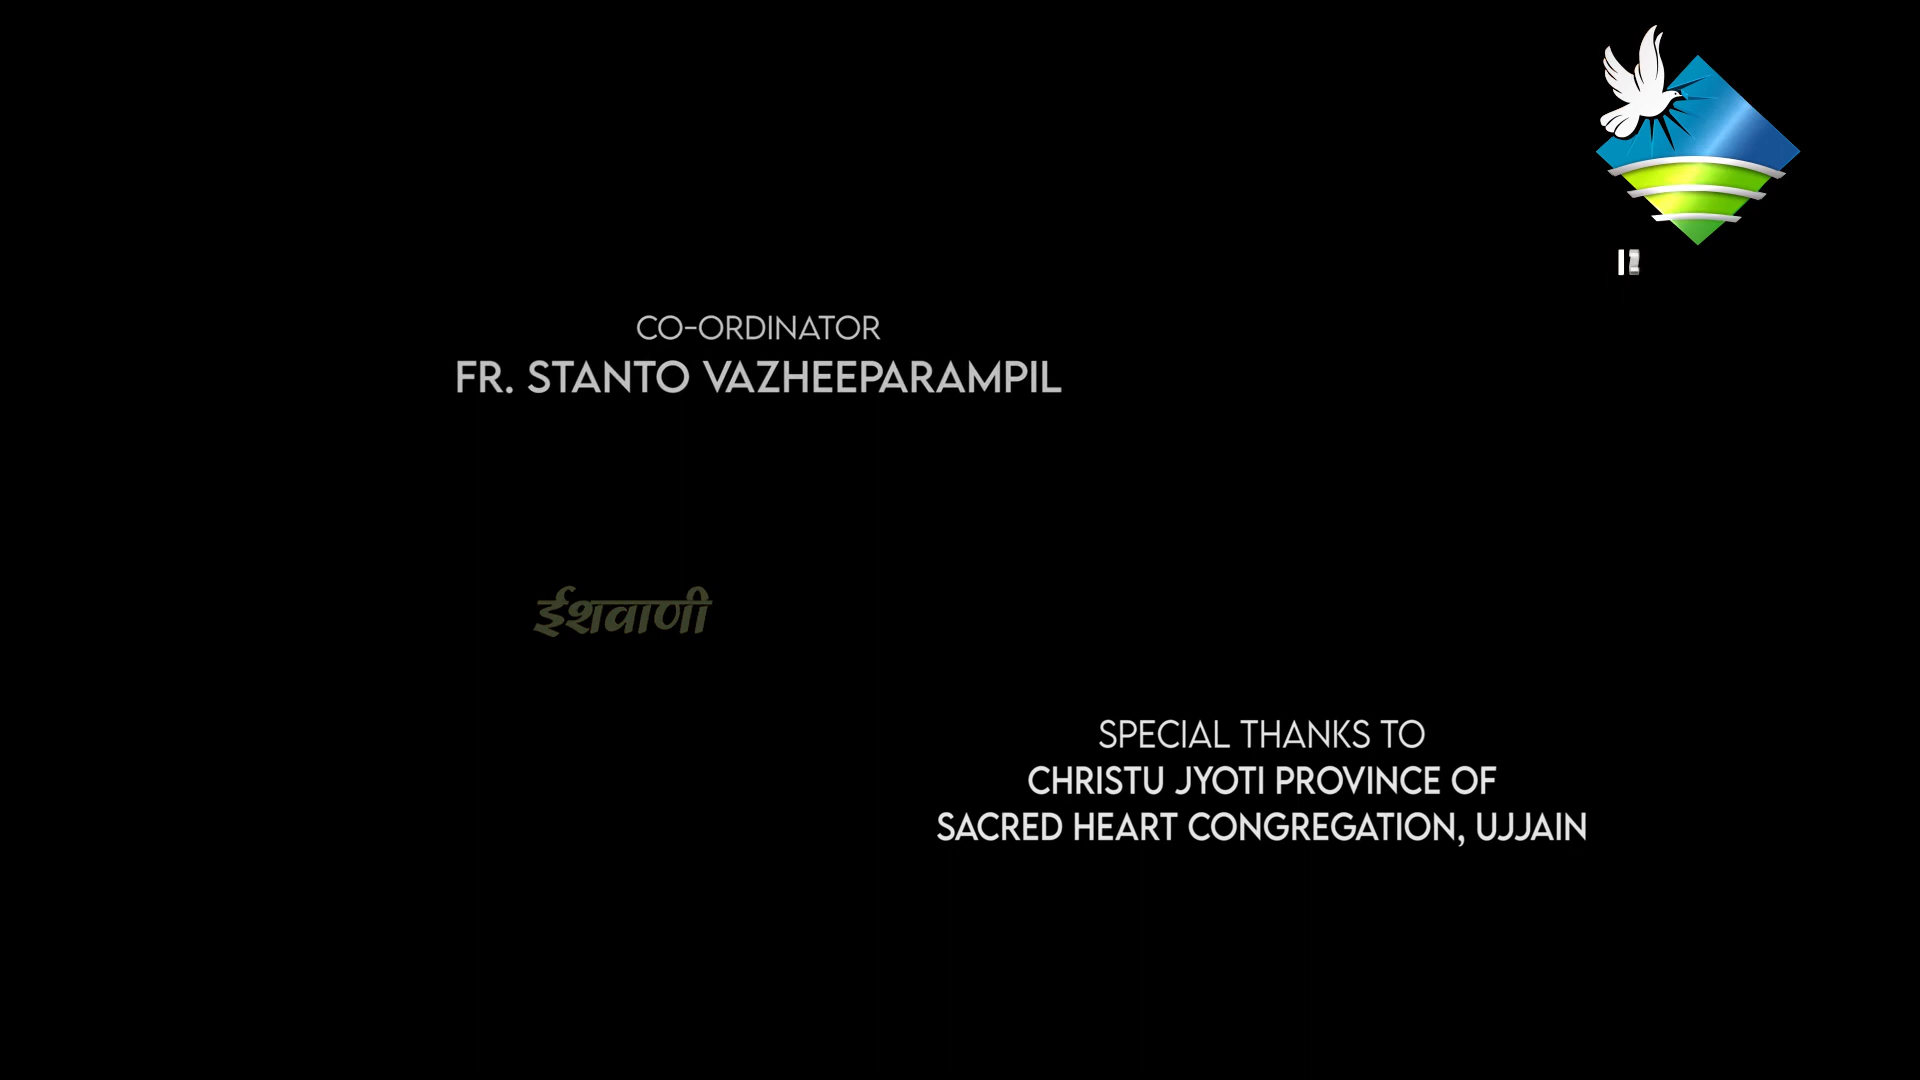 CO-ORDINATOR
FR. STANTO VAZHEEPARAMPIL
ईशवाणी
SPECIAL THANKS TO
CHRISTU JYOTI PROVINCE OF
SACRED HEART CONGREGATION, UJJAIN